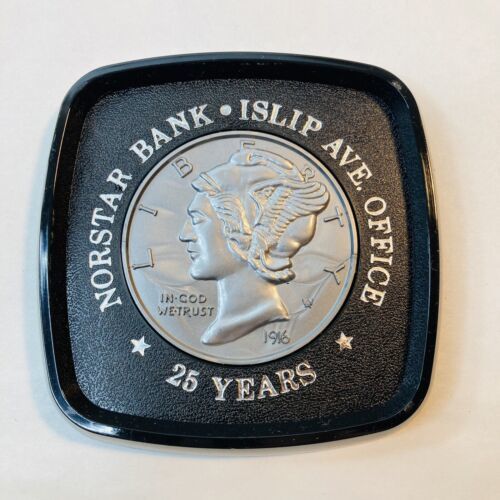 NORSTAR BANK • ISLIP AVE. OFFICE
LIBERTY
IN·GOD
WE·TRUST
1916
★ 25 YEARS ★